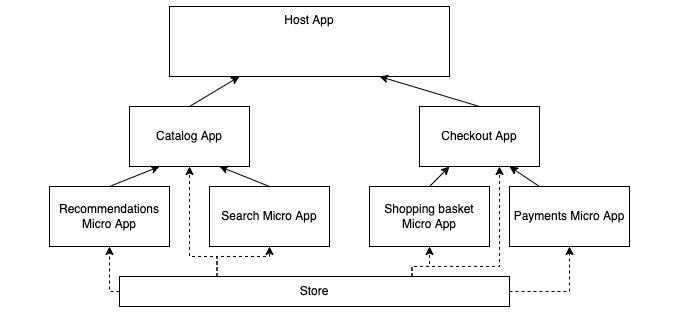 Host App
Catalog App
Checkout App
Recommendations
Micro App
Search Micro App
Shopping basket
Micro App
Payments Micro App
Store